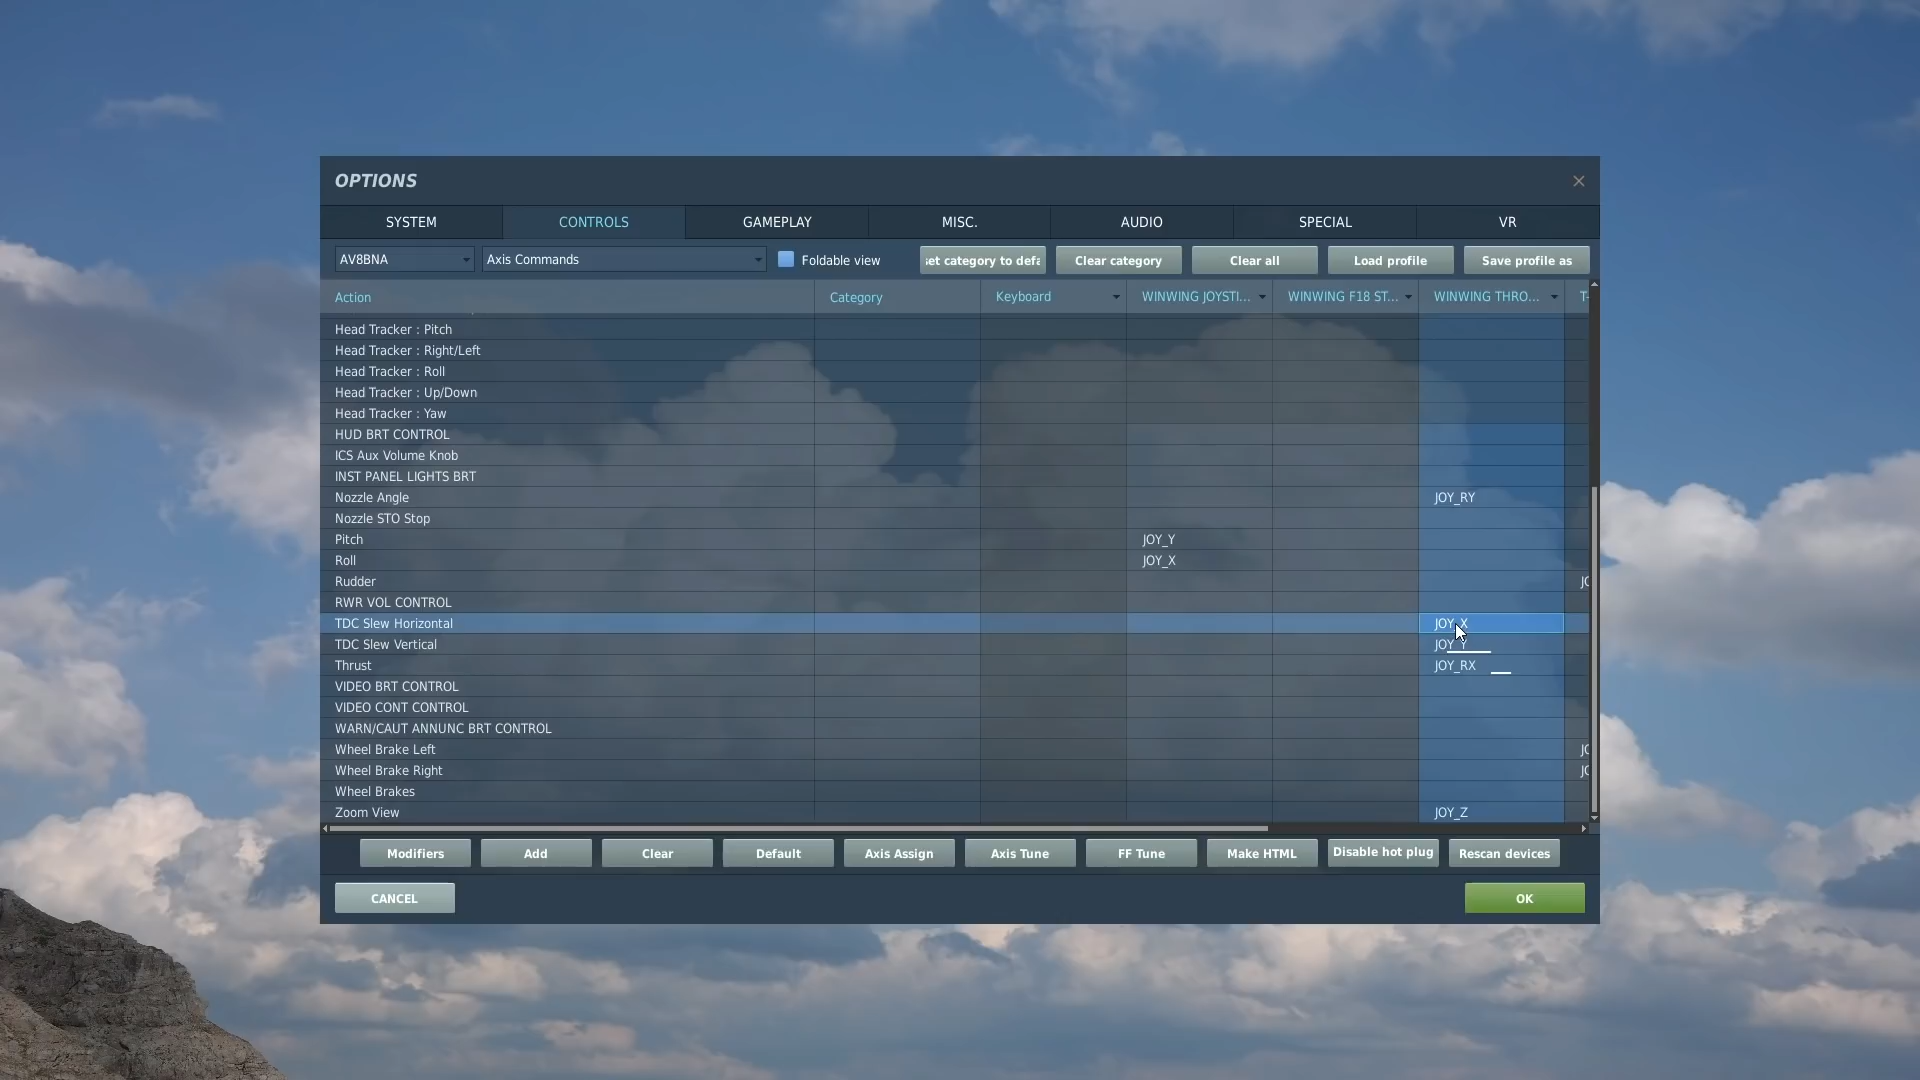 OPTIONS
SYSTEM CONTROLS GAMEPLAY MISC. AUDIO SPECIAL VR
AV8BNA Axis Commands Foldable view set category to defa Clear category Clear all Load profile Save profile as
Action Category Keyboard WINWING JOYSTI... WINWING F18 ST... WINWING THRO... T-
Head Tracker : Pitch
Head Tracker : Right/Left
Head Tracker : Roll
Head Tracker : Up/Down
Head Tracker : Yaw
HUD BRT CONTROL
ICS Aux Volume Knob
INST PANEL LIGHTS BRT
Nozzle Angle JOY_RY
Nozzle STO Stop
Pitch JOY_Y
Roll JOY_X
Rudder JO
RWR VOL CONTROL
TDC Slew Horizontal JOY_X
TDC Slew Vertical JOY_Y
Thrust JOY_RX
VIDEO BRT CONTROL
VIDEO CONT CONTROL
WARN/CAUT ANNUNC BRT CONTROL
Wheel Brake Left JO
Wheel Brake Right JO
Wheel Brakes
Zoom View JOY_Z
Modifiers Add Clear Default Axis Assign Axis Tune FF Tune Make HTML Disable hot plug Rescan devices
CANCEL OK